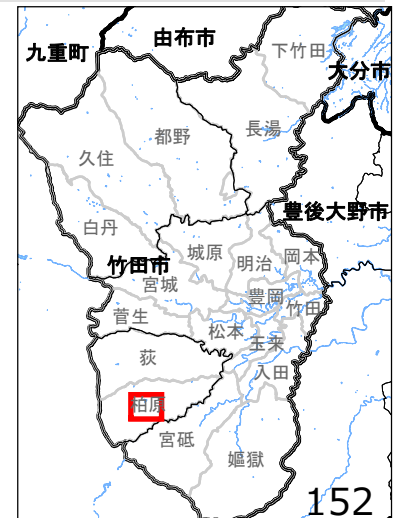 九重町
由布市
下竹田
大分市
都野
長湯
久住
白丹
豊後大野市
城原
岡本
明治
竹田市
宮城
豊岡
竹田
菅生
松本
玉来
荻
入田
柏原
宮砥
嫗獄
152